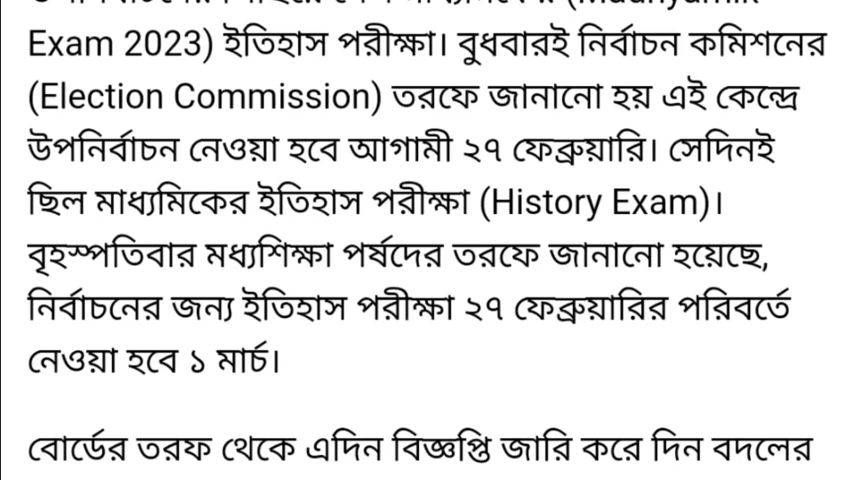 Exam 2023) ইতিহাস পরীক্ষা। বুধবারই নির্বাচন কমিশনের
(Election Commission) তরফে জানানো হয় এই কেন্দ্রে
উপনির্বাচন নেওয়া হবে আগামী ২৭ ফেব্রুয়ারি। সেদিনই
ছিল মাধ্যমিকের ইতিহাস পরীক্ষা (History Exam)।
বৃহস্পতিবার মধ্যশিক্ষা পর্ষদের তরফে জানানো হয়েছে,
নির্বাচনের জন্য ইতিহাস পরীক্ষা ২৭ ফেব্রুয়ারির পরিবর্তে
নেওয়া হবে ১ মার্চ।
বোর্ডের তরফ থেকে এদিন বিজ্ঞপ্তি জারি করে দিন বদলের